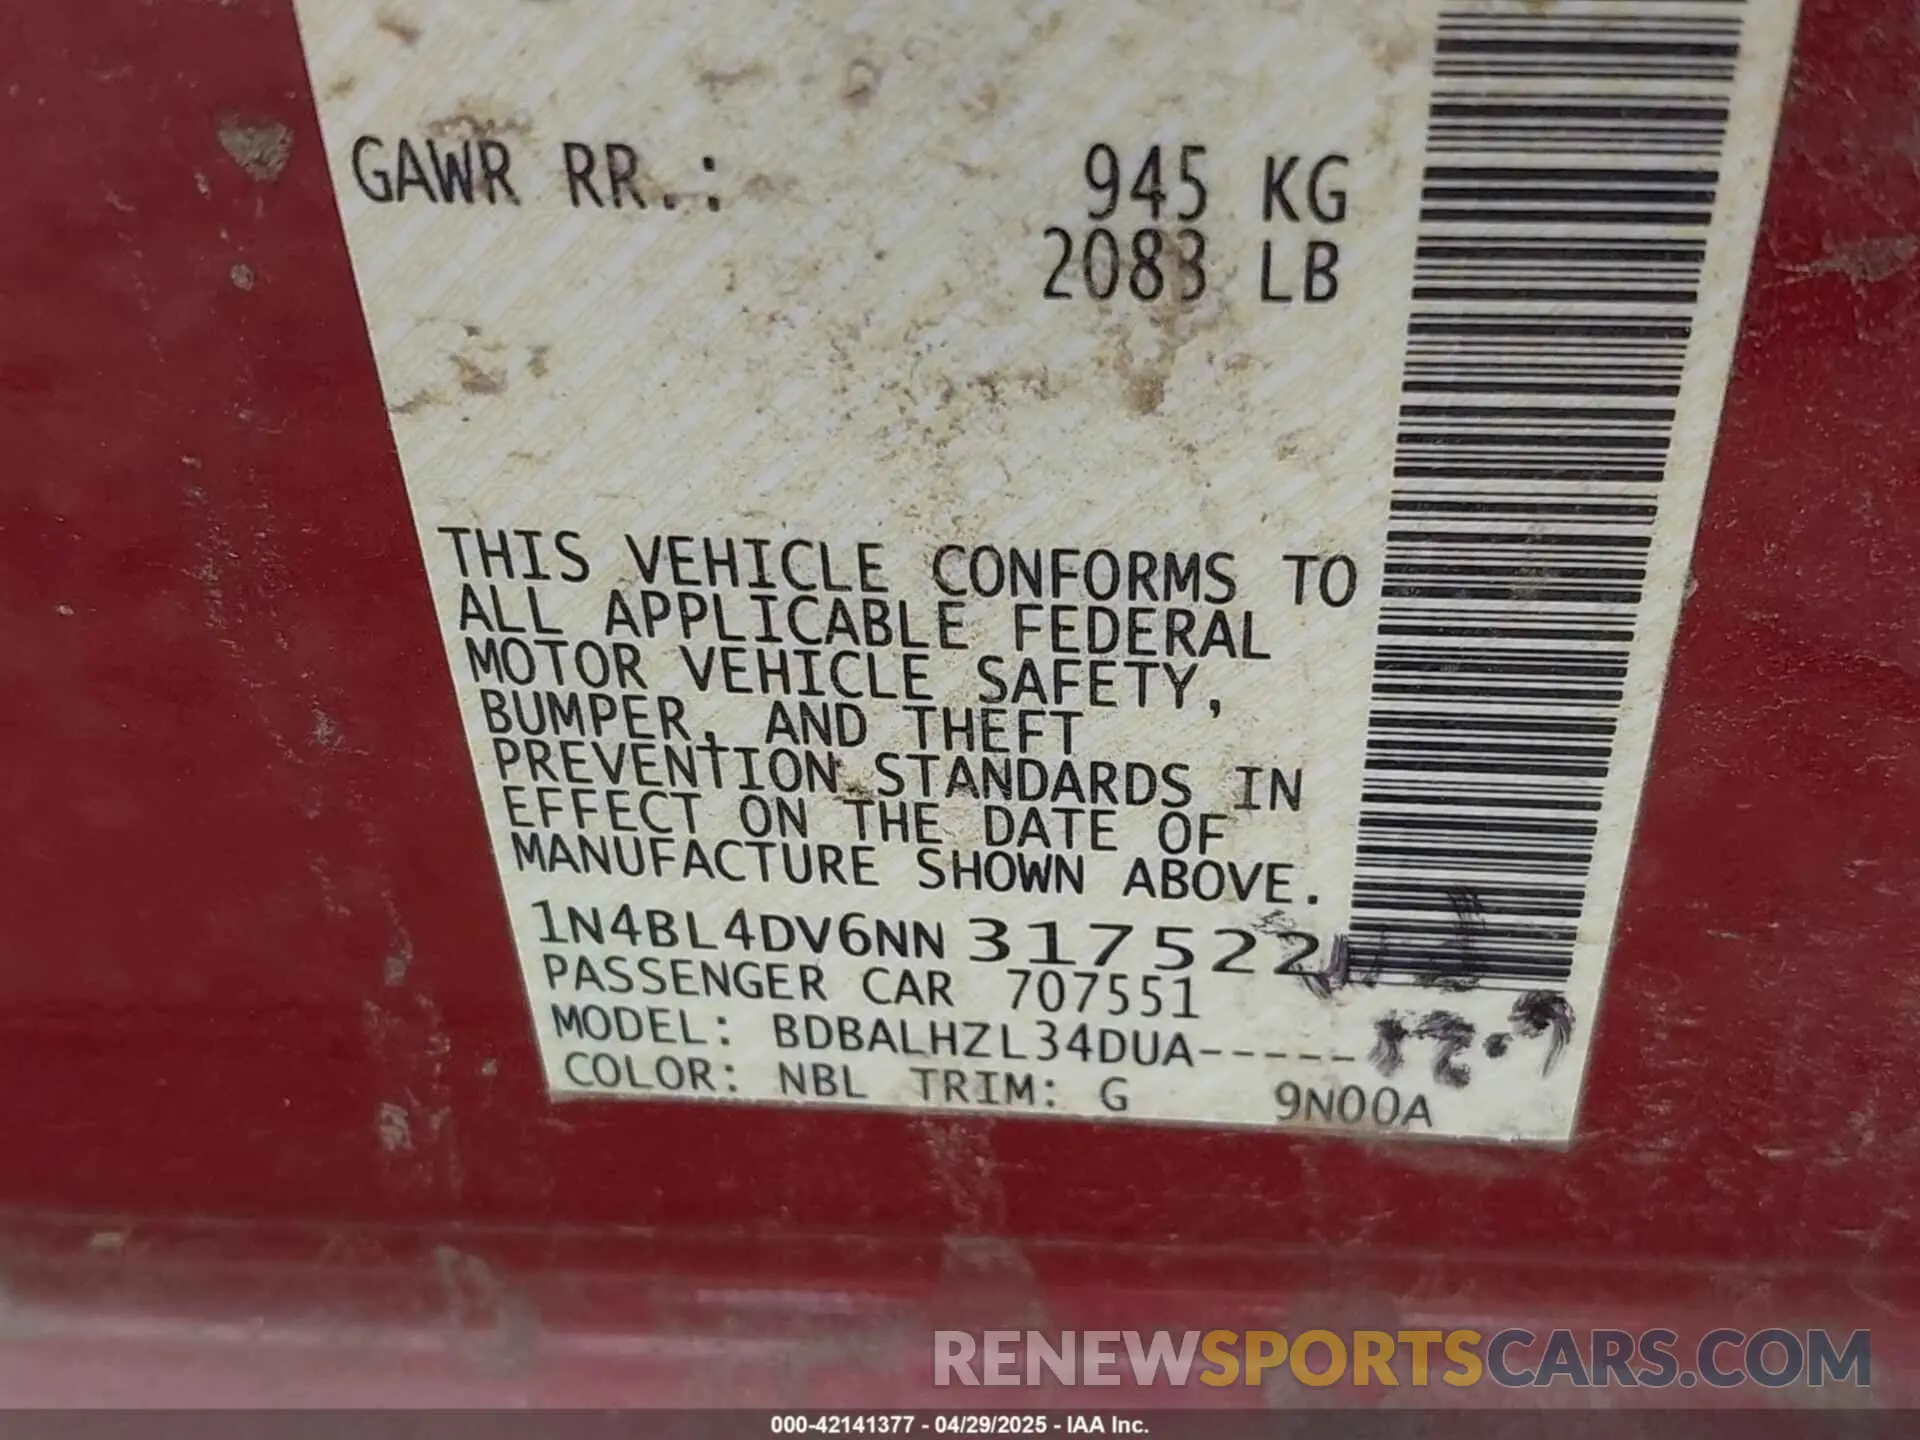 GAWR RR.: 945 KG
2083 LB
THIS VEHICLE CONFORMS TO
ALL APPLICABLE FEDERAL
MOTOR VEHICLE SAFETY,
BUMPER, AND THEFT
PREVENTION STANDARDS IN
EFFECT ON THE DATE OF
MANUFACTURE SHOWN ABOVE.
1N4BL4DV6NN317522
PASSENGER CAR 707551
MODEL: BDBALHZL34DUA-----
COLOR: NBL TRIM: G 9N00A
RENEWSPORTSCARS.COM
000-42141377 - 04/29/2025 - IAA Inc.